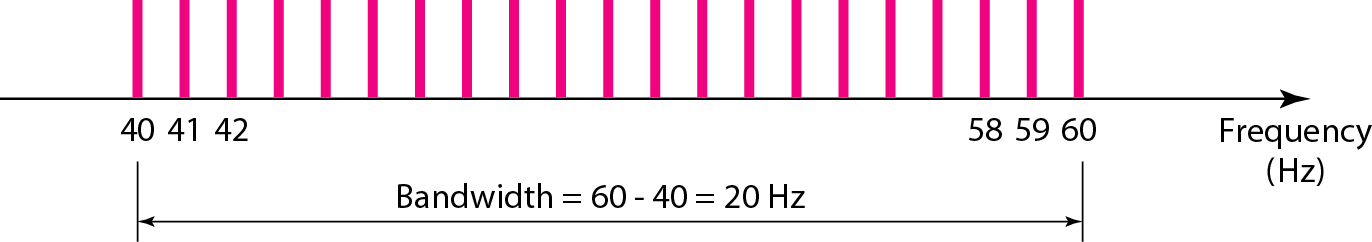 40 41 42 58 59 60 Frequency
(Hz)
Bandwidth = 60 - 40 = 20 Hz